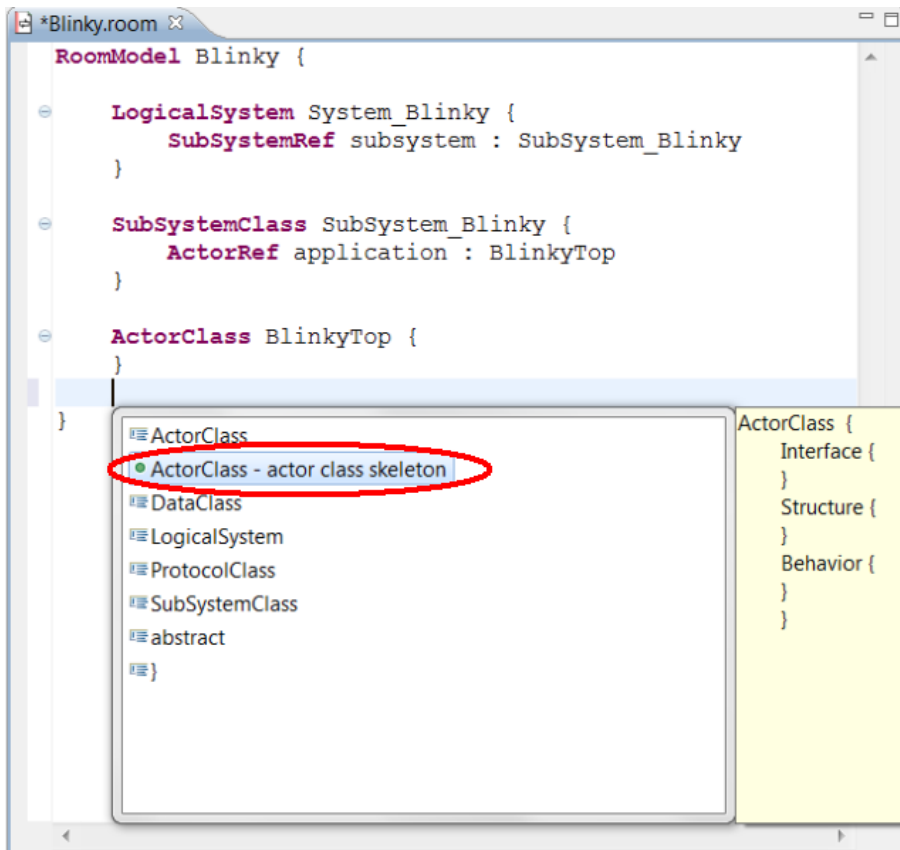 *Blinky.room
RoomModel Blinky {
LogicalSystem System_Blinky {
SubSystemRef subsystem : SubSystem_Blinky
}
SubSystemClass SubSystem_Blinky {
ActorRef application : BlinkyTop
}
ActorClass BlinkyTop {
}
}
ActorClass
ActorClass - actor class skeleton
DataClass
LogicalSystem
ProtocolClass
SubSystemClass
abstract
}
ActorClass {
Interface {
}
Structure {
}
Behavior {
}
}